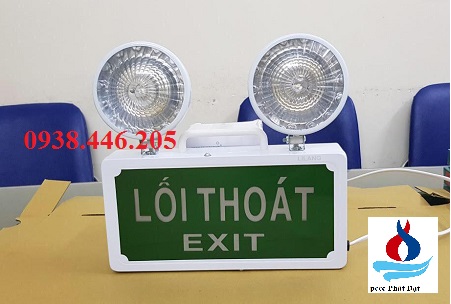 0938.446.205
LỐI THOÁT
EXIT
pccc Phát Đạt